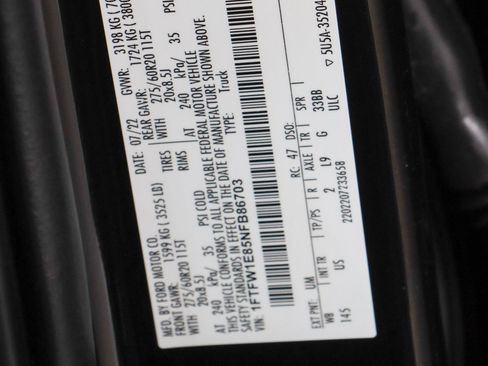 MFD. BY FORD MOTOR CO.
DATE: 07/22 GVWR: 3198 KG
FRONT GAWR: 1599 KG (3525 LB)
REAR GAWR: 1724 KG
275/60R20 115T TIRES WITH 275/60R20 115T
20x8.5J RIMS 20x8.5J
AT 240 kPa/ 35 PSI COLD AT 240 kPa/ 35 PSI
THIS VEHICLE CONFORMS TO ALL APPLICABLE FEDERAL MOTOR VEHICLE
SAFETY STANDARDS IN EFFECT ON THE DATE OF MANUFACTURE SHOWN ABOVE.
VIN: 1FTFW1E85NFB86703
TYPE: Truck
EXT PNT: UM RC: 47 DSO:
WB INT TR TP/PS R AXLE TR SPR
145 US 2 L9 G 33BB
2202207233658 ULC
▽ 5U5A-35204